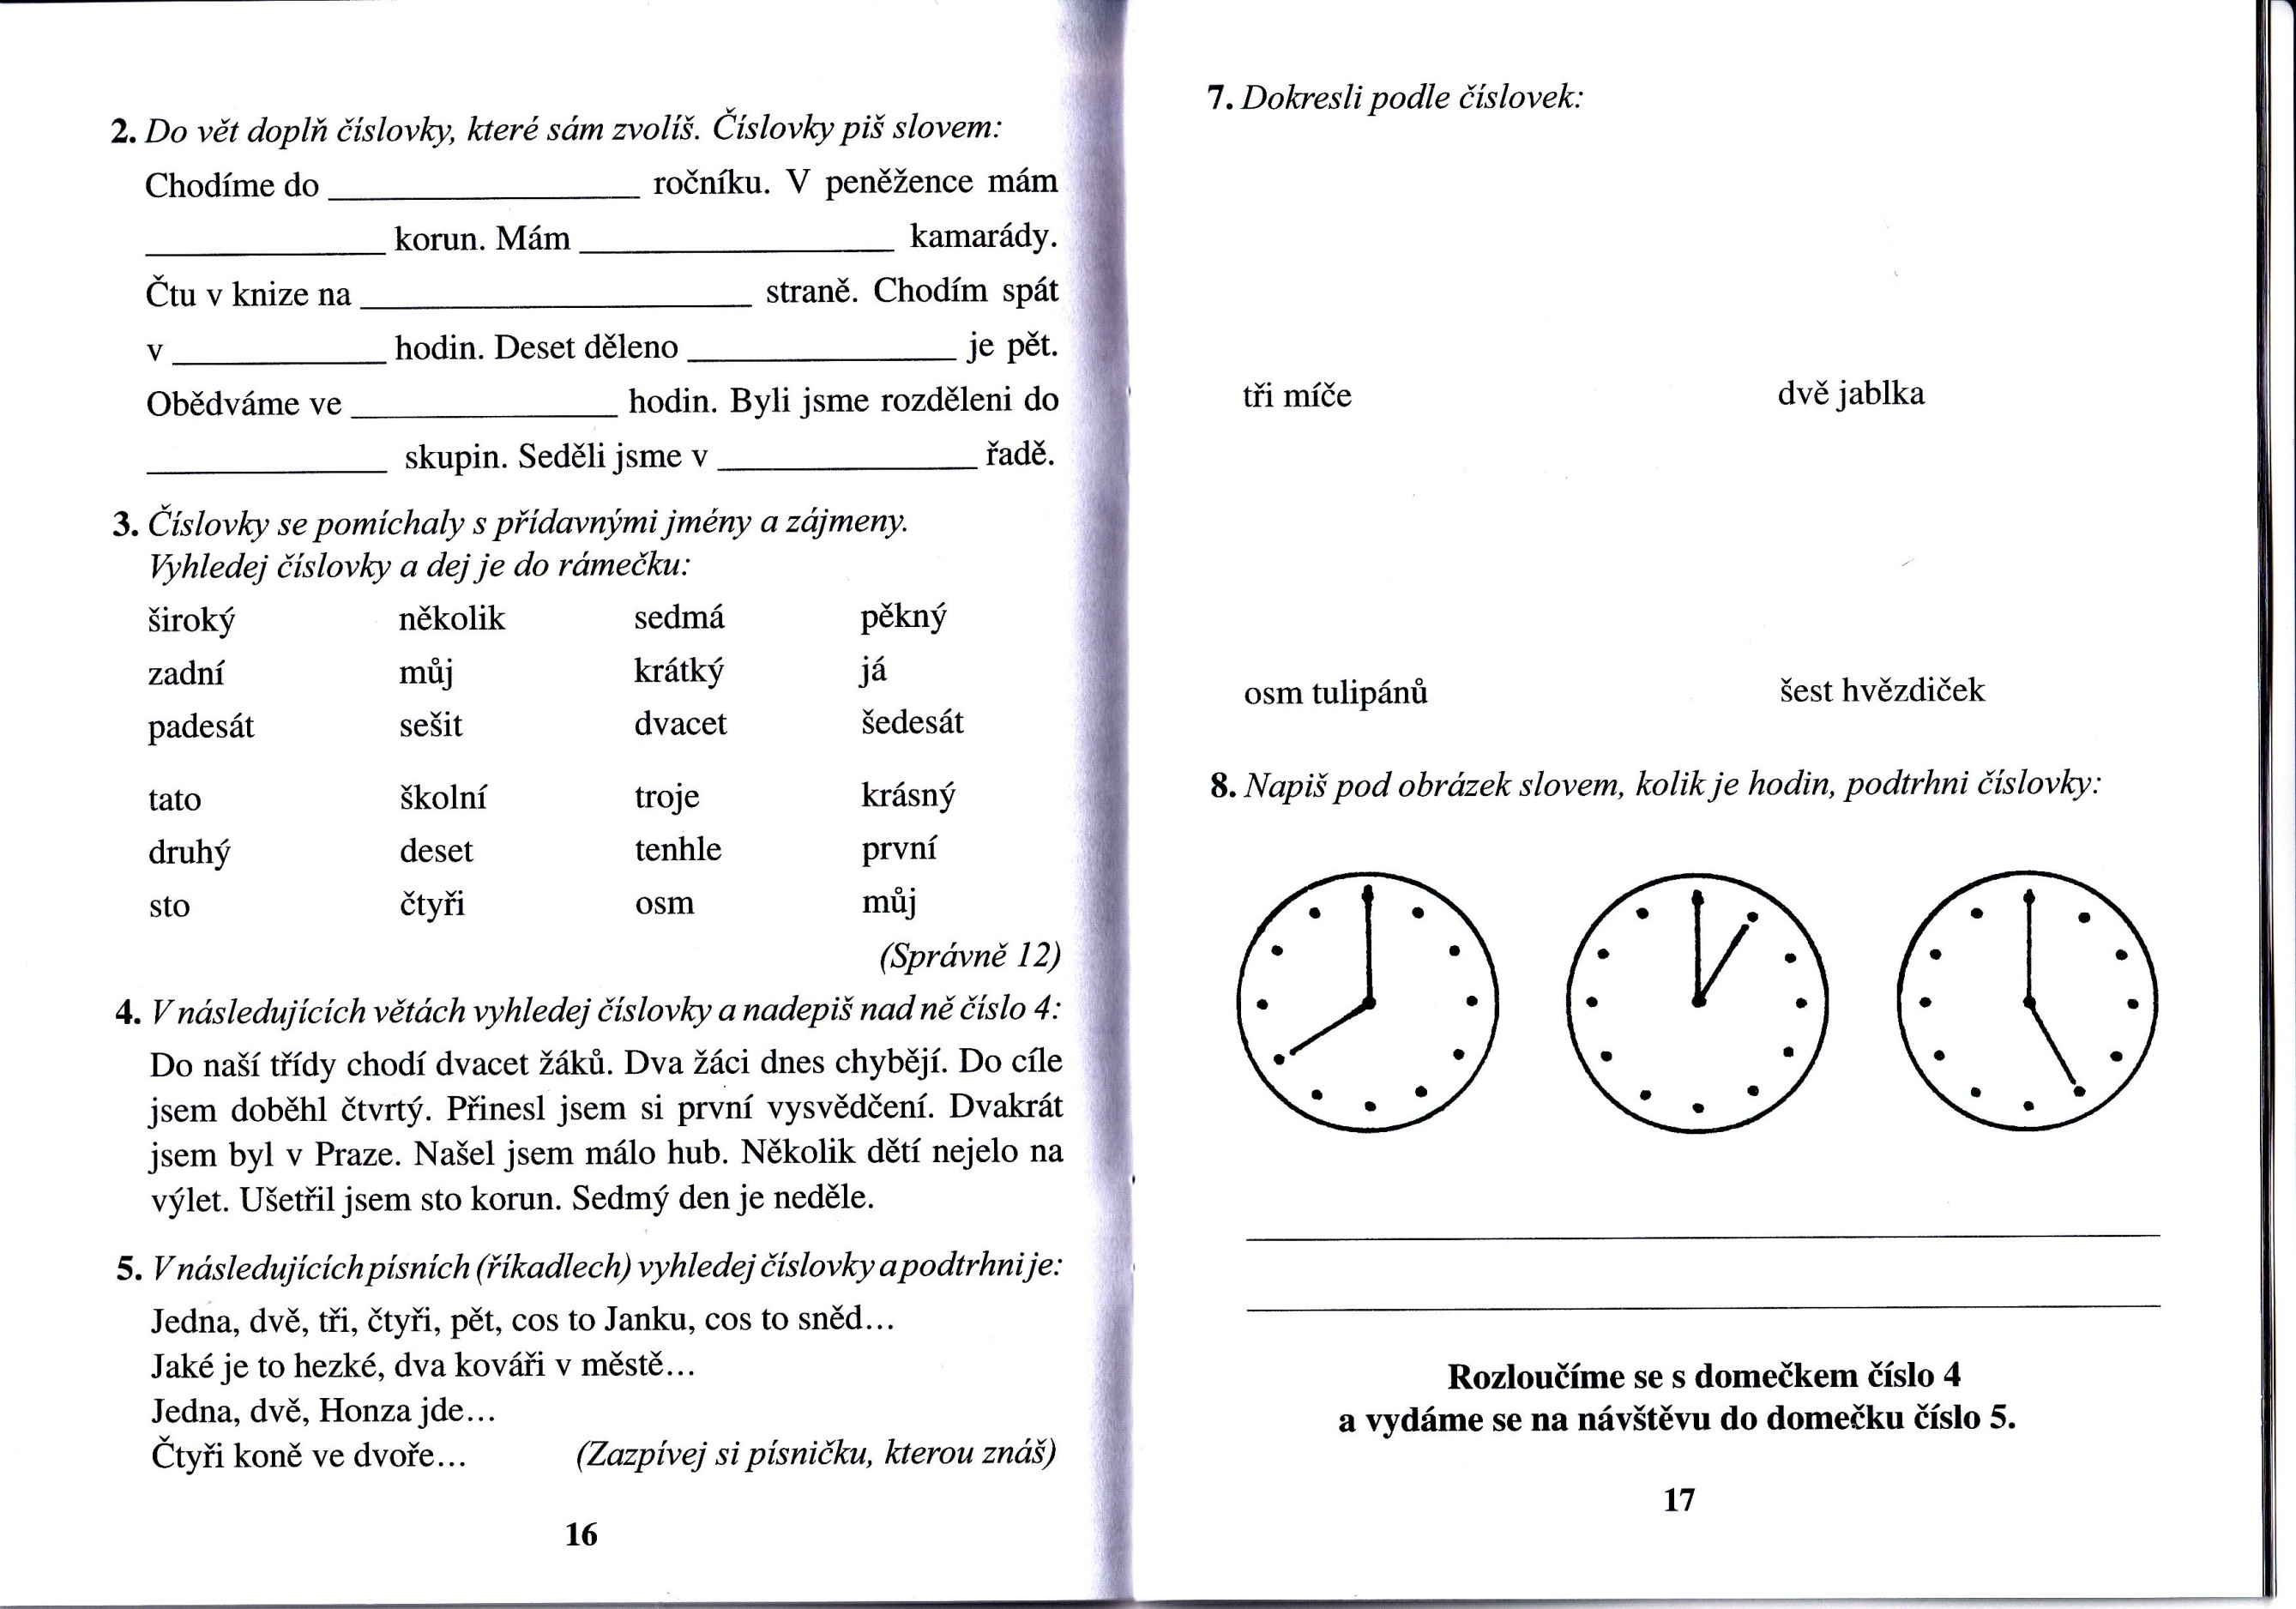 2. Do vět doplň číslovky, které sám zvolíš. Číslovky piš slovem:
Chodíme do ____________ ročníku. V peněžence mám
____________ korun. Mám ____________ kamarády.
Čtu v knize na ____________ straně. Chodím spát
v ____________ hodin. Deset děleno ____________ je pět.
Obědváme ve ____________ hodin. Byli jsme rozděleni do
____________ skupin. Seděli jsme v ____________ řadě.
3. Číslovky se pomíchaly s přídavnými jmény a zájmeny.
Vyhledej číslovky a dej je do rámečku:
široký několik sedmá pěkný
zadní můj krátký já
padesát sešit dvacet šedesát
tato školní troje krásný
druhý deset tenhle první
sto čtyři osm můj
(Správně 12)
4. V následujících větách vyhledej číslovky a nadepiš nad ně číslo 4:
Do naší třídy chodí dvacet žáků. Dva žáci dnes chybějí. Do cíle
jsem doběhl čtvrtý. Přinesl jsem si první vysvědčení. Dvakrát
jsem byl v Praze. Našel jsem málo hub. Několik dětí nejelo na
výlet. Ušetřil jsem sto korun. Sedmý den je neděle.
5. V následujících písních (říkadlech) vyhledej číslovky a podtrhni je:
Jedna, dvě, tři, čtyři, pět, cos to Janku, cos to sněd...
Jaké je to hezké, dva kováři v městě...
Jedna, dvě, Honza jde...
Čtyři koně ve dvoře... (Zazpívej si písničku, kterou znáš)
16
7. Dokresli podle číslovek:
tři míče dvě jablka
osm tulipánů šest hvězdiček
8. Napiš pod obrázek slovem, kolik je hodin, podtrhni číslovky:
Rozloučíme se s domečkem číslo 4
a vydáme se na návštěvu do domečku číslo 5.
17